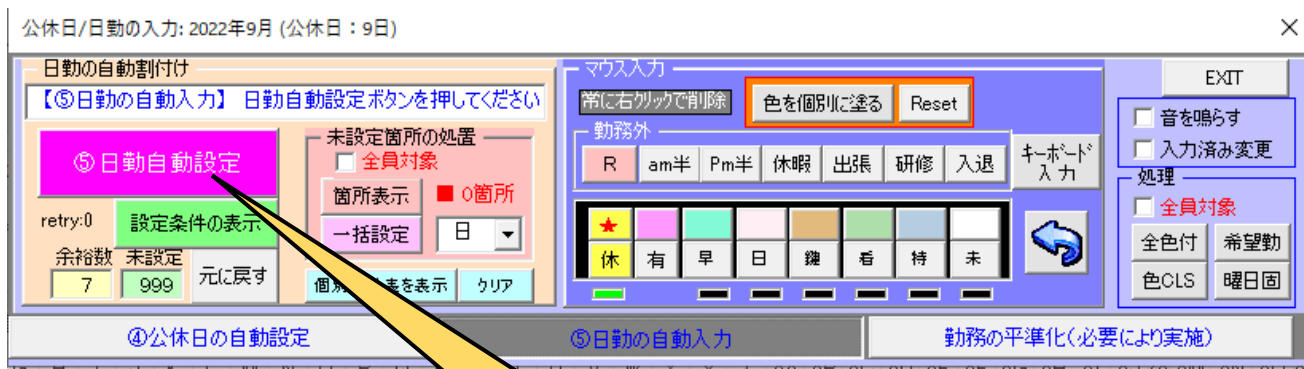 公休日/日勤の入力: 2022年9月 (公休日：9日)
日勤の自動割付け
【⑤日勤の自動入力】 日勤自動設定ボタンを押してください
⑤日勤自動設定
retry:0
設定条件の表示
余裕数
未設定
7
999
元に戻す
未設定箇所の処置
全員対象
箇所表示
■ 0箇所
一括設定
日
表を表示
クリア
マウス入力
常に右クリックで削除
色を個別に塗る
Reset
勤務外
R
am半
Pm半
休暇
出張
研修
入退
キーボード
入力
★
休
有
早
日
鍵
看
特
未
EXIT
音を鳴らす
入力済み変更
処理
全員対象
全色付
希望勤
色CLS
曜日固
④公休日の自動設定
⑤日勤の自動入力
勤務の平準化(必要により実施)